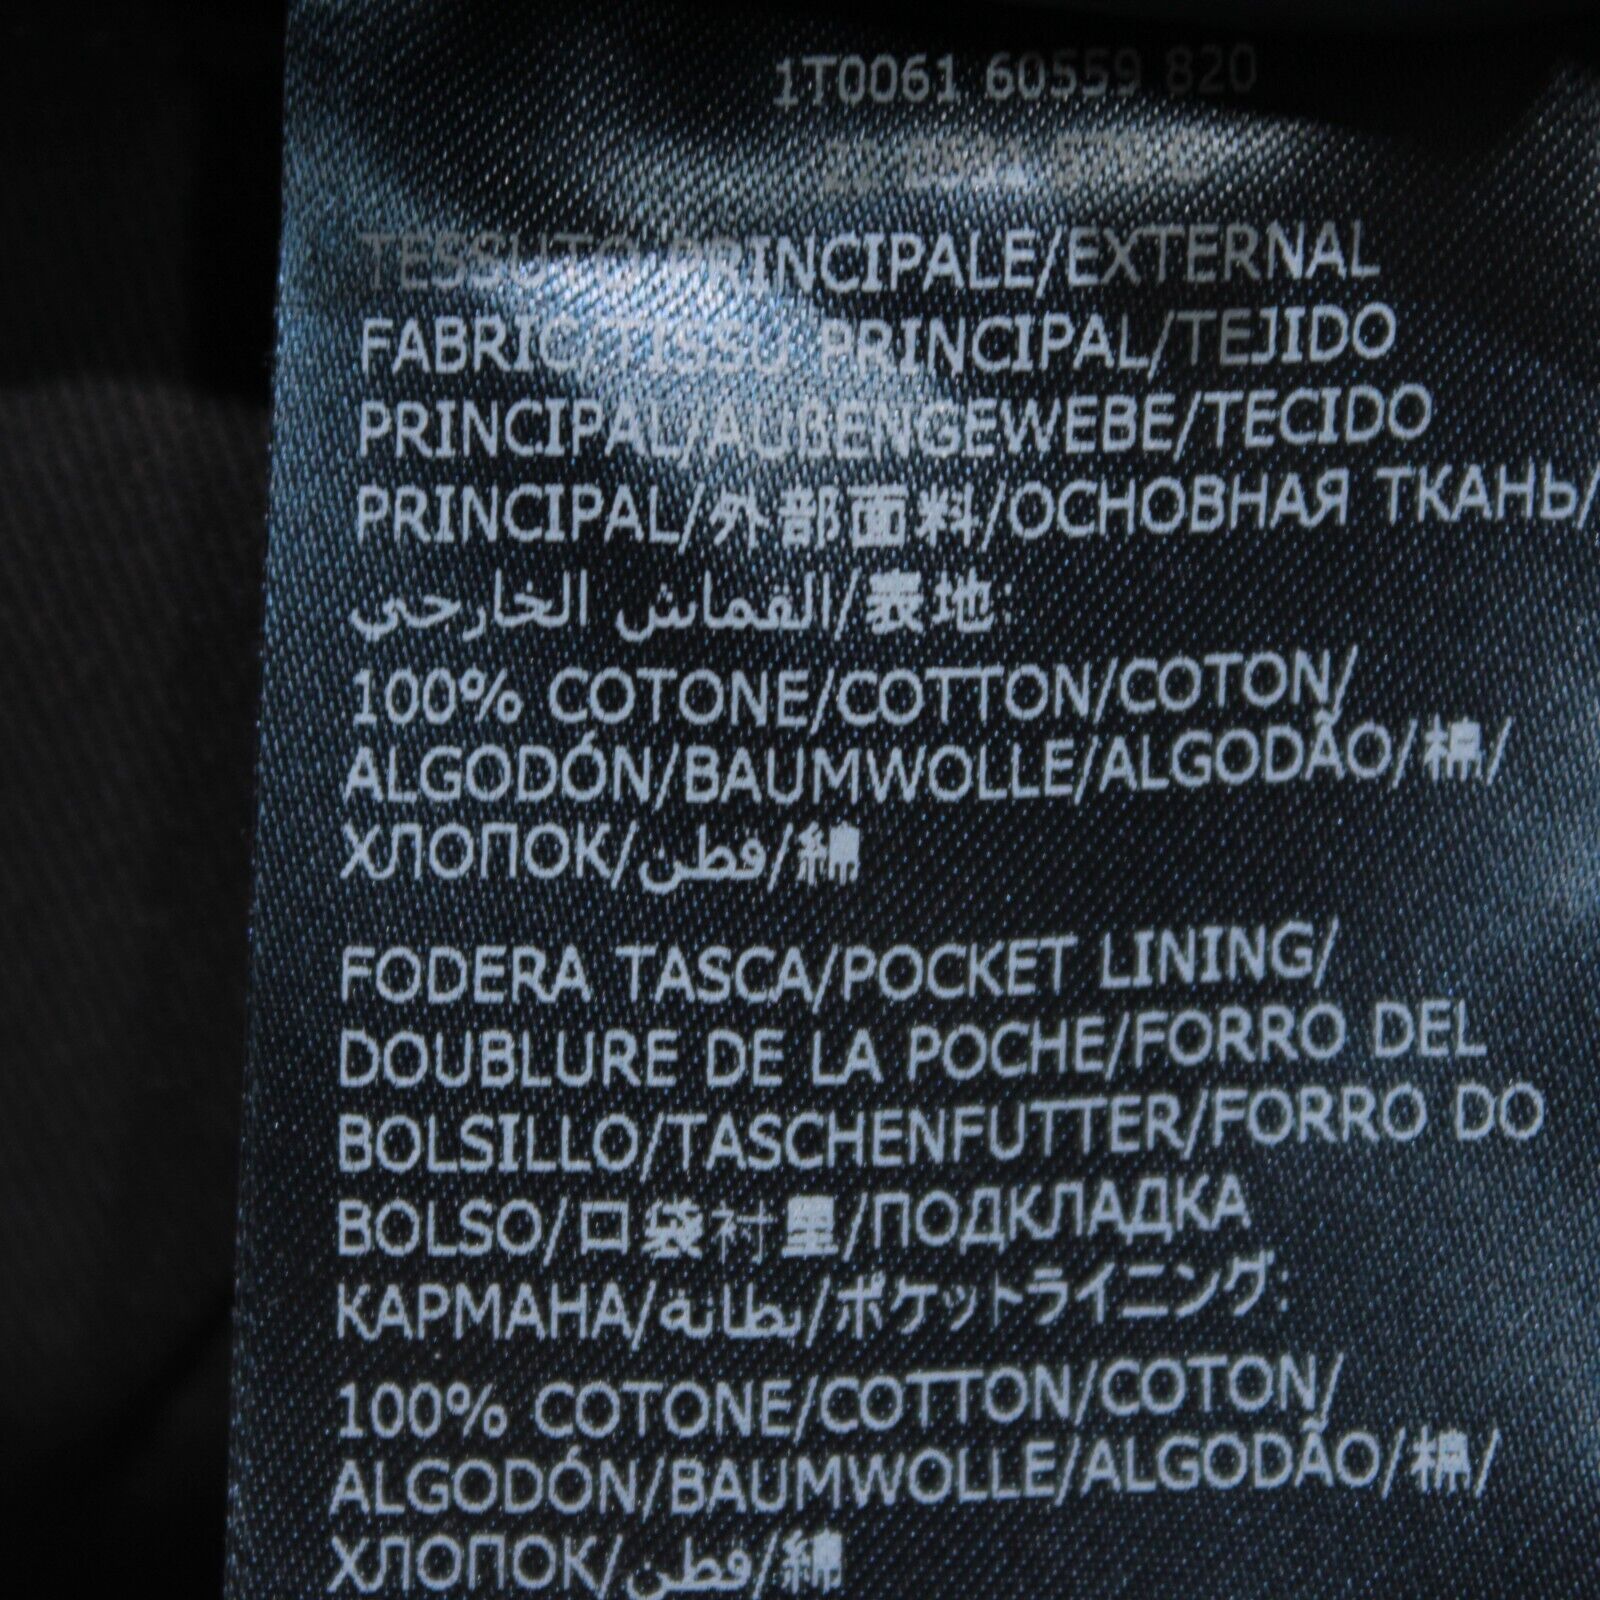 1T0061 60559 820
TESSUTO PRINCIPALE/EXTERNAL
FABRIC/TISSU PRINCIPAL/TEJIDO
PRINCIPAL/AUßENGEWEBE/TECIDO
PRINCIPAL/外部面料/ОСНОВНАЯ ТКАНЬ/
القماش الخارجي/表地:
100% COTONE/COTTON/COTON/
ALGODÓN/BAUMWOLLE/ALGODÃO/棉/
ХЛОПОК/قطن/綿
FODERA TASCA/POCKET LINING/
DOUBLURE DE LA POCHE/FORRO DEL
BOLSILLO/TASCHENFUTTER/FORRO DO
BOLSO/口袋衬里/ПОДКЛАДКА
КАРМАНА/بطانة/ポケットライニング:
100% COTONE/COTTON/COTON/
ALGODÓN/BAUMWOLLE/ALGODÃO/棉/
ХЛОПОК/قطن/綿